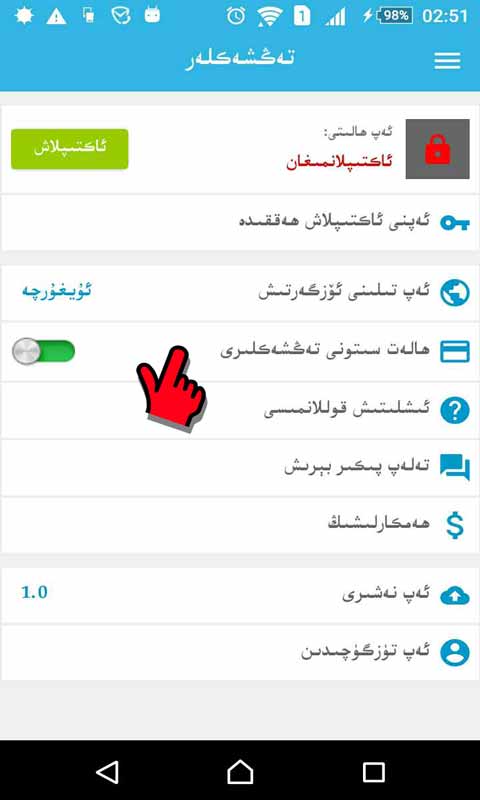 98% 02:51
تەڭشەكلەر
ئەپ ھالىتى:
ئاكتىپلانمىغان
ئاكتىپلاش
ئەپنى ئاكتىپلاش ھەققىدە
ئەپ تىلىنى ئۆزگەرتىش ئۇيغۇرچە
ھالەت ستونى تەڭشەكلىرى
ئىشلىتىش قوللانمىسى
تەلەپ پىكىر بېرىش
ھەمكارلىشىڭ
ئەپ نەشرى 1.0
ئەپ تۈزگۈچىدىن